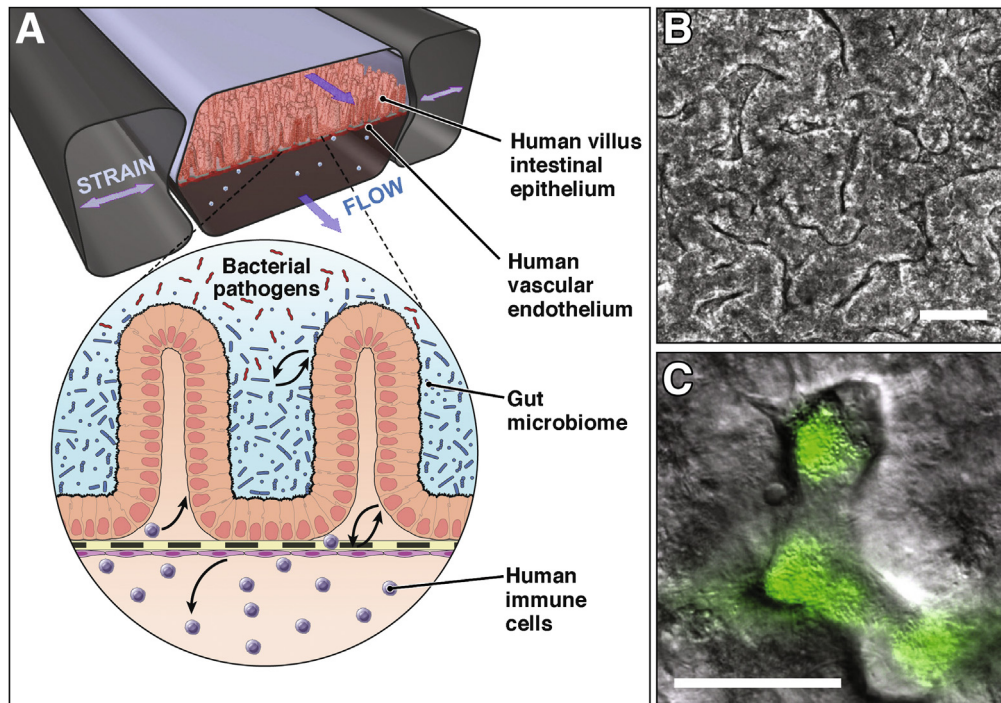 A
STRAIN
FLOW
Human villus
intestinal
epithelium
Human
vascular
endothelium
Bacterial
pathogens
Gut
microbiome
Human
immune
cells
B
C